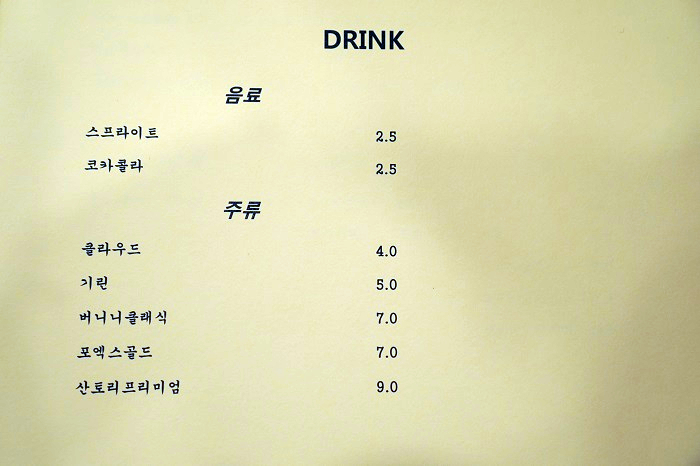 DRINK
음료
스프라이트 2.5
코카콜라 2.5
주류
클라우드 4.0
기린 5.0
버니니클래식 7.0
포엑스골드 7.0
산토리프리미엄 9.0